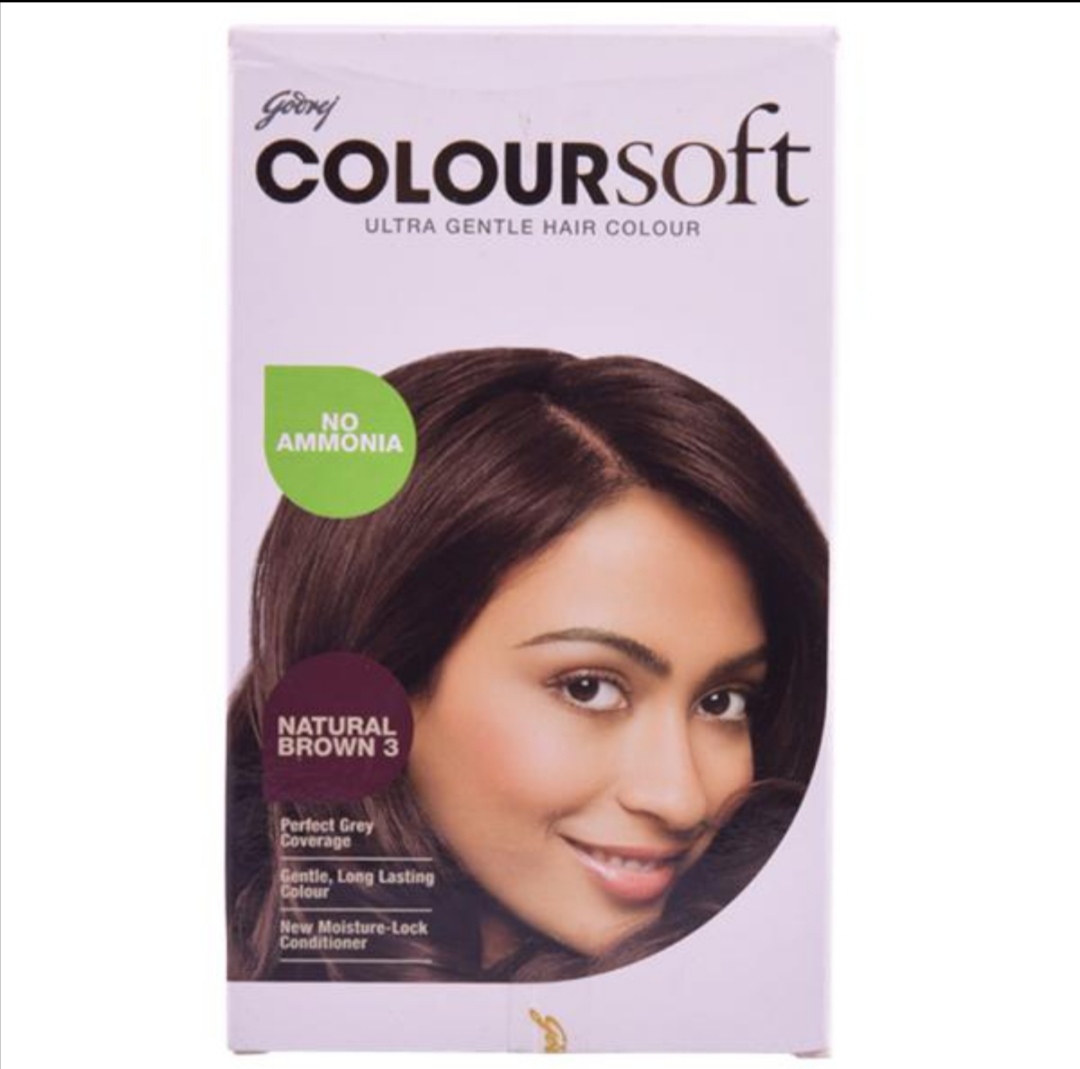 Godrej
COLOURsoft
ULTRA GENTLE HAIR COLOUR
NO
AMMONIA
NATURAL
BROWN 3
Perfect Grey
Coverage
Gentle, Long Lasting
Colour
New Moisture-Lock
Conditioner